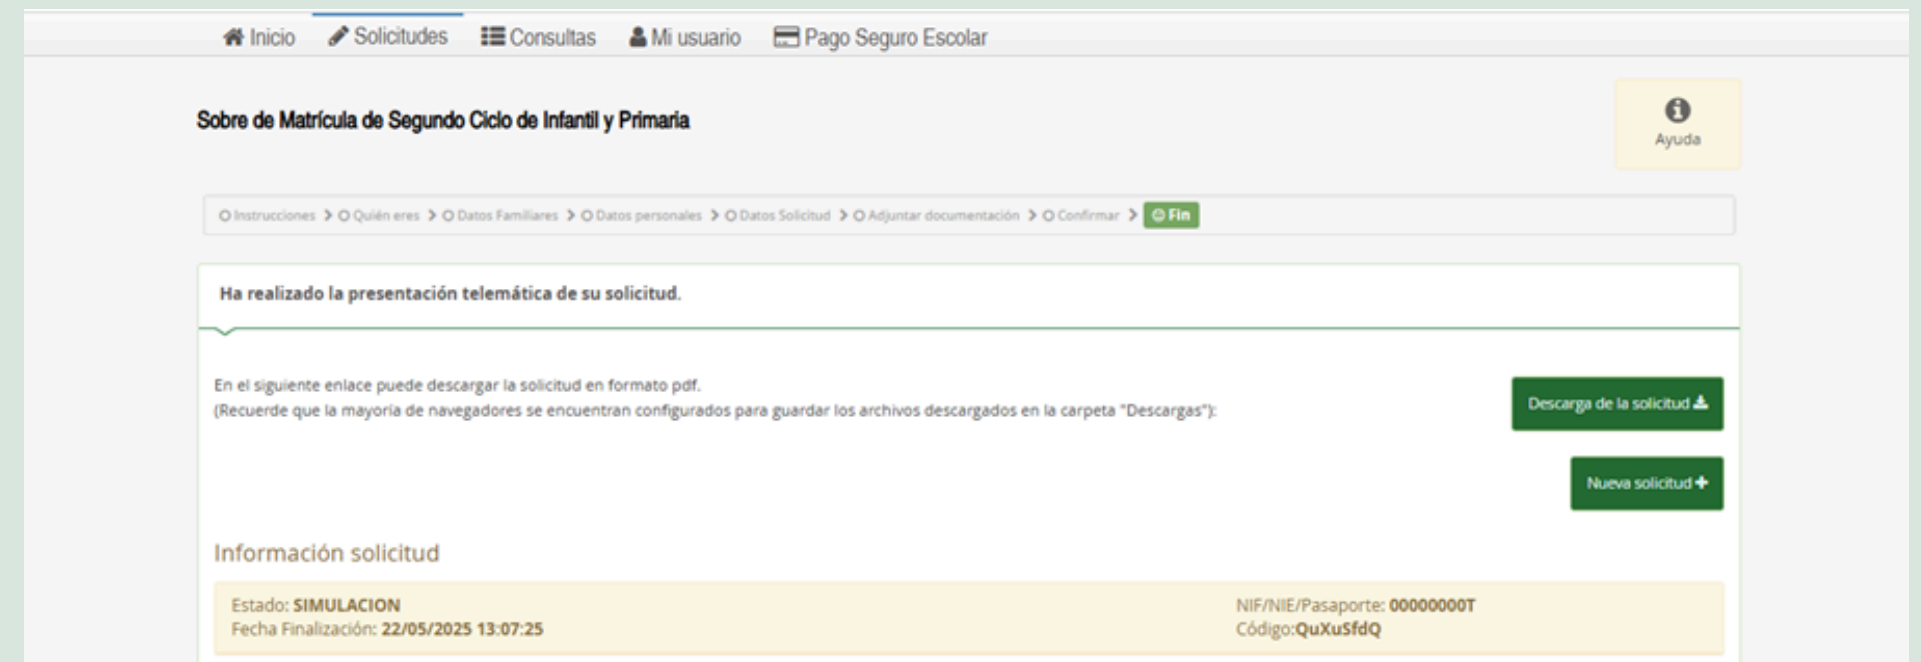 Inicio Solicitudes Consultas Mi usuario Pago Seguro Escolar
Sobre de Matrícula de Segundo Ciclo de Infantil y Primaria
Ayuda
Instrucciones Quién eres Datos Familiares Datos personales Datos Solicitud Adjuntar documentación Confirmar Fin
Ha realizado la presentación telemática de su solicitud.
En el siguiente enlace puede descargar la solicitud en formato pdf.
(Recuerde que la mayoría de navegadores se encuentran configurados para guardar los archivos descargados en la carpeta "Descargas"):
Descarga de la solicitud
Nueva solicitud
Información solicitud
Estado: SIMULACION
Fecha Finalización: 22/05/2025 13:07:25
NIF/NIE/Pasaporte: 00000000T
Código:QuXuSfdQ